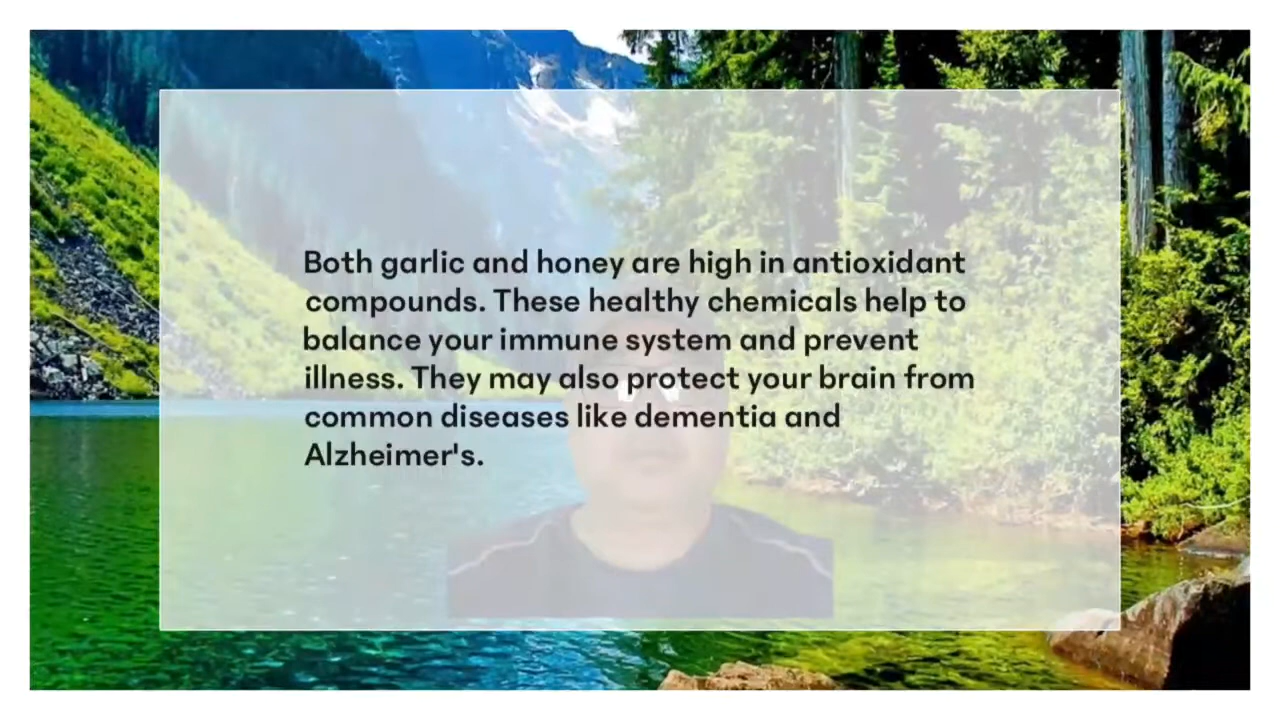 Both garlic and honey are high in antioxidant
compounds. These healthy chemicals help to
balance your immune system and prevent
illness. They may also protect your brain from
common diseases like dementia and
Alzheimer's.